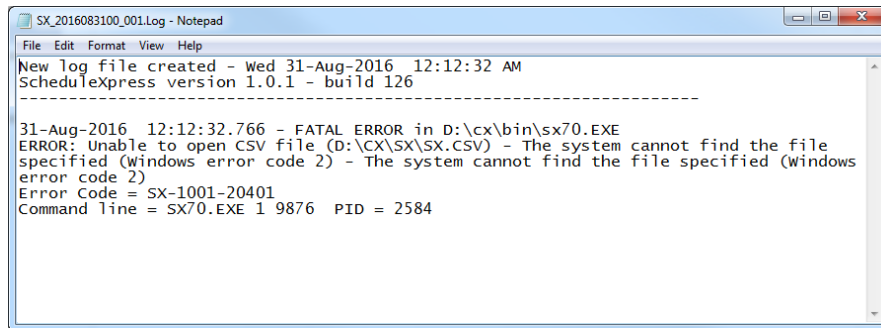 SX_2016083100_001.Log - Notepad
File Edit Format View Help
New log file created - Wed 31-Aug-2016  12:12:32 AM
ScheduleXpress version 1.0.1 - build 126
--------------------------------------------------------------------
31-Aug-2016  12:12:32.766 - FATAL ERROR in D:\cx\bin\sx70.EXE
ERROR: Unable to open CSV file (D:\CX\SX\SX.CSV) - The system cannot find the file
specified (Windows error code 2) - The system cannot find the file specified (Windows
error code 2)
Error Code = SX-1001-20401
Command line = SX70.EXE 1 9876  PID = 2584